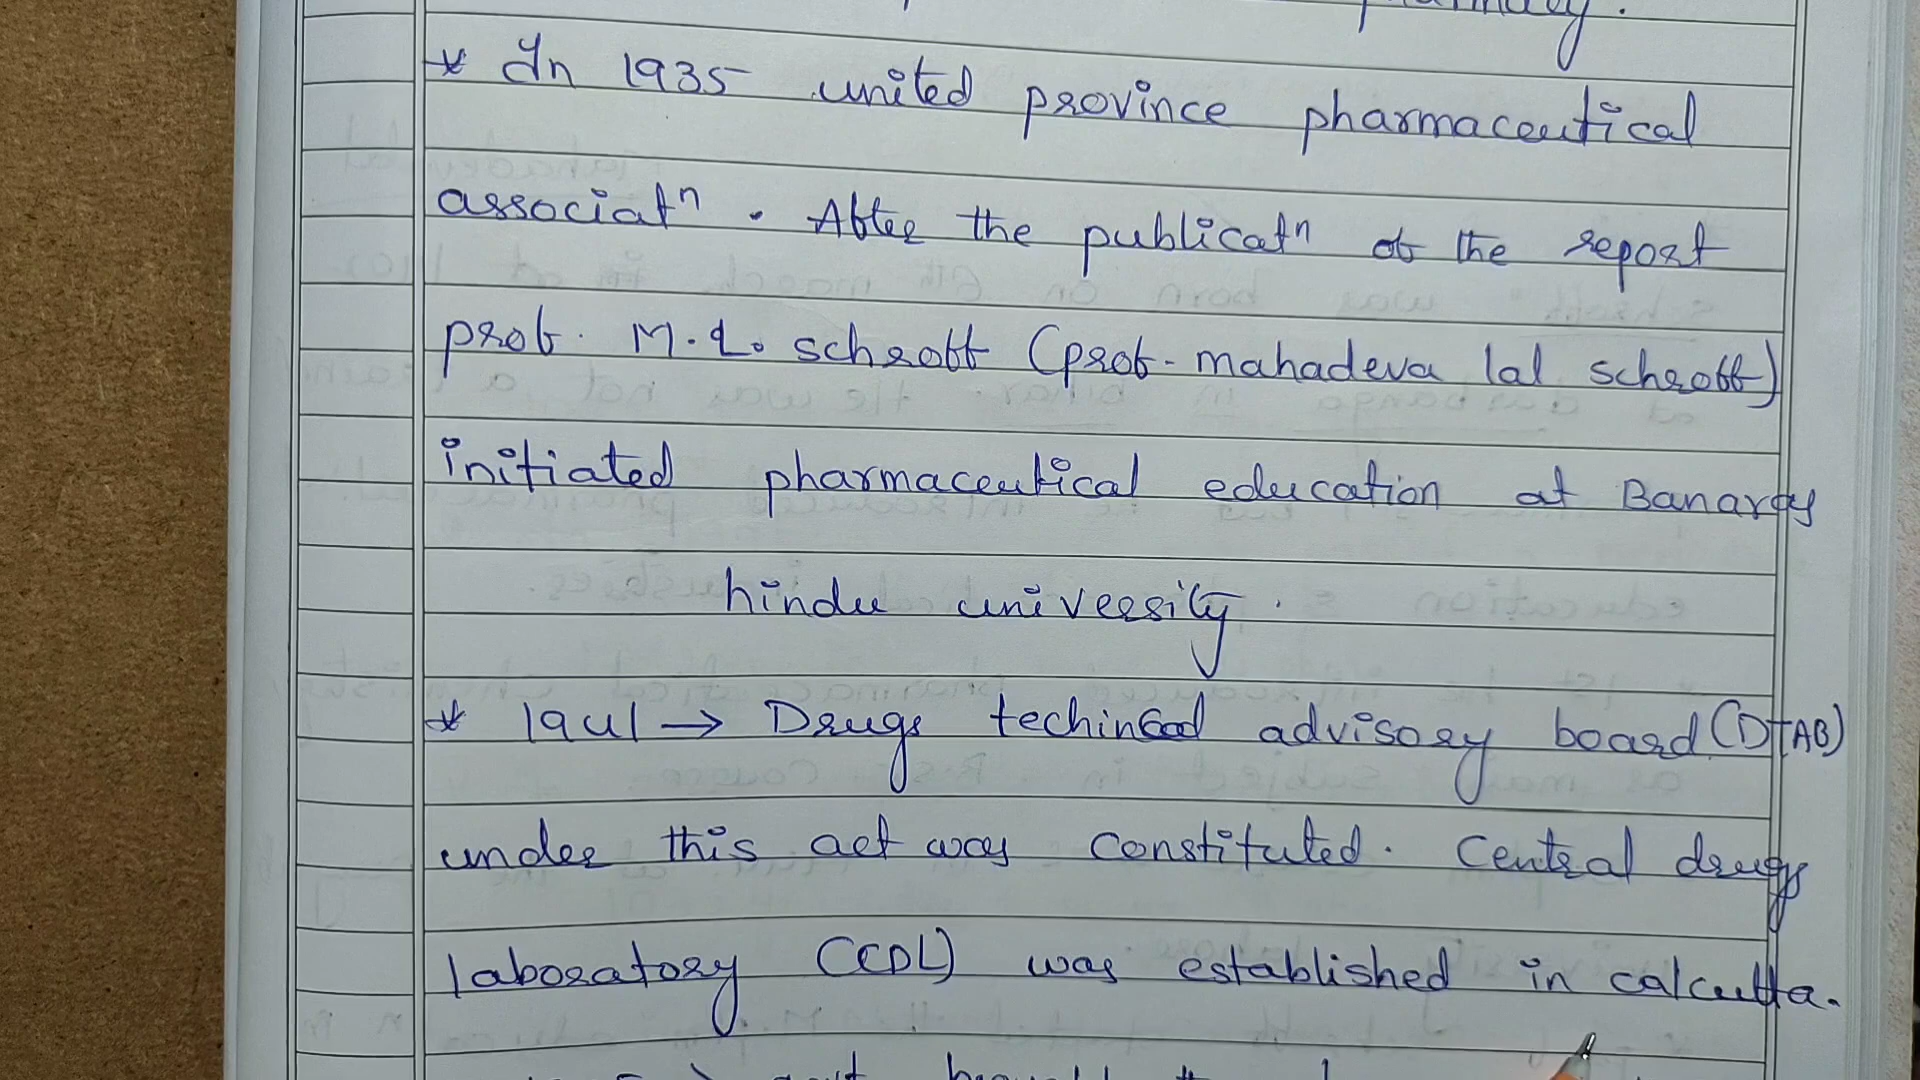 * In 1935 united province pharmaceutical
associatn. After the publicatn of the report
prof. M.L. schroff (prof-mahadeva lal schroff)
initiated pharmaceutical education at Banaras
hindu university.
* 1941 → Drugs techincal advisory board (DTAB)
under this act was constituted. Central drugs
laboratory (CDL) was established in calcutta.